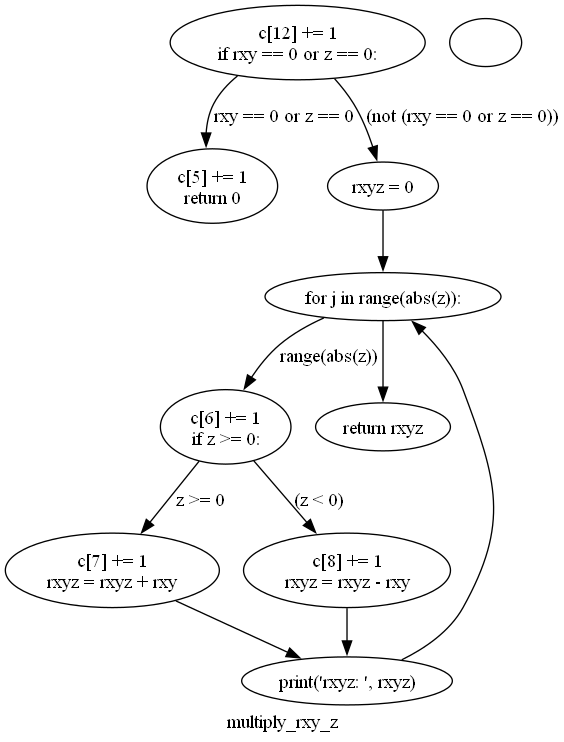 c[12] += 1
if rxy == 0 or z == 0:
rxy == 0 or z == 0
(not (rxy == 0 or z == 0))
c[5] += 1
return 0
rxyz = 0
for j in range(abs(z)):
range(abs(z))
c[6] += 1
if z >= 0:
return rxyz
z >= 0
(z < 0)
c[7] += 1
rxyz = rxyz + rxy
c[8] += 1
rxyz = rxyz - rxy
print('rxyz: ', rxyz)
multiply_rxy_z